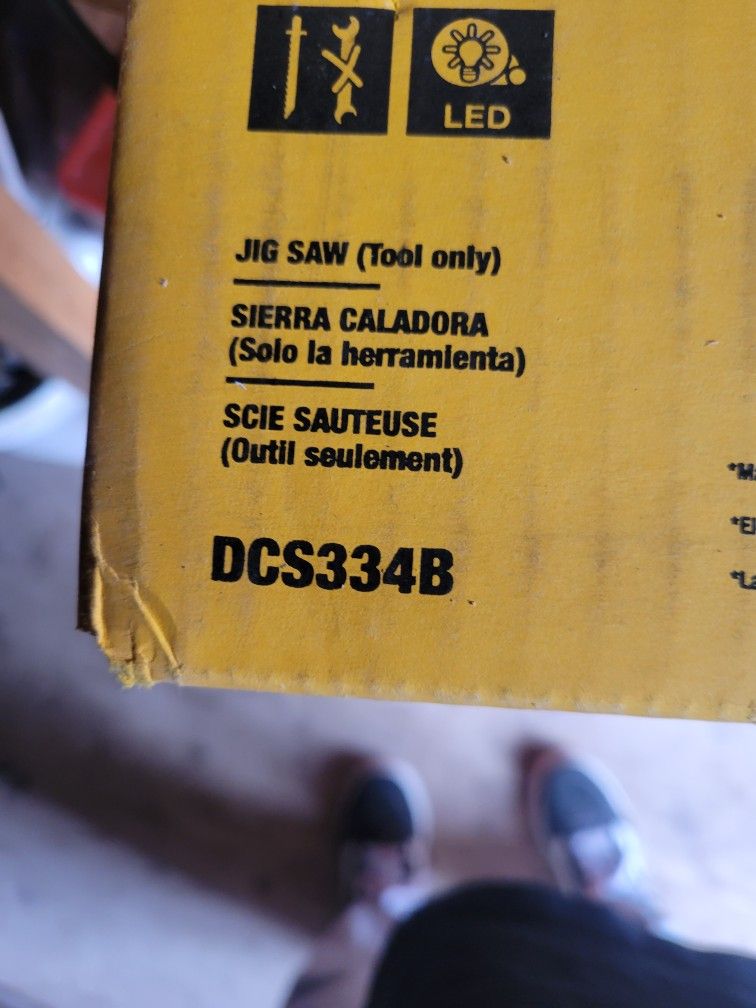 LED
JIG SAW (Tool only)
SIERRA CALADORA
(Solo la herramienta)
SCIE SAUTEUSE
(Outil seulement)
DCS334B